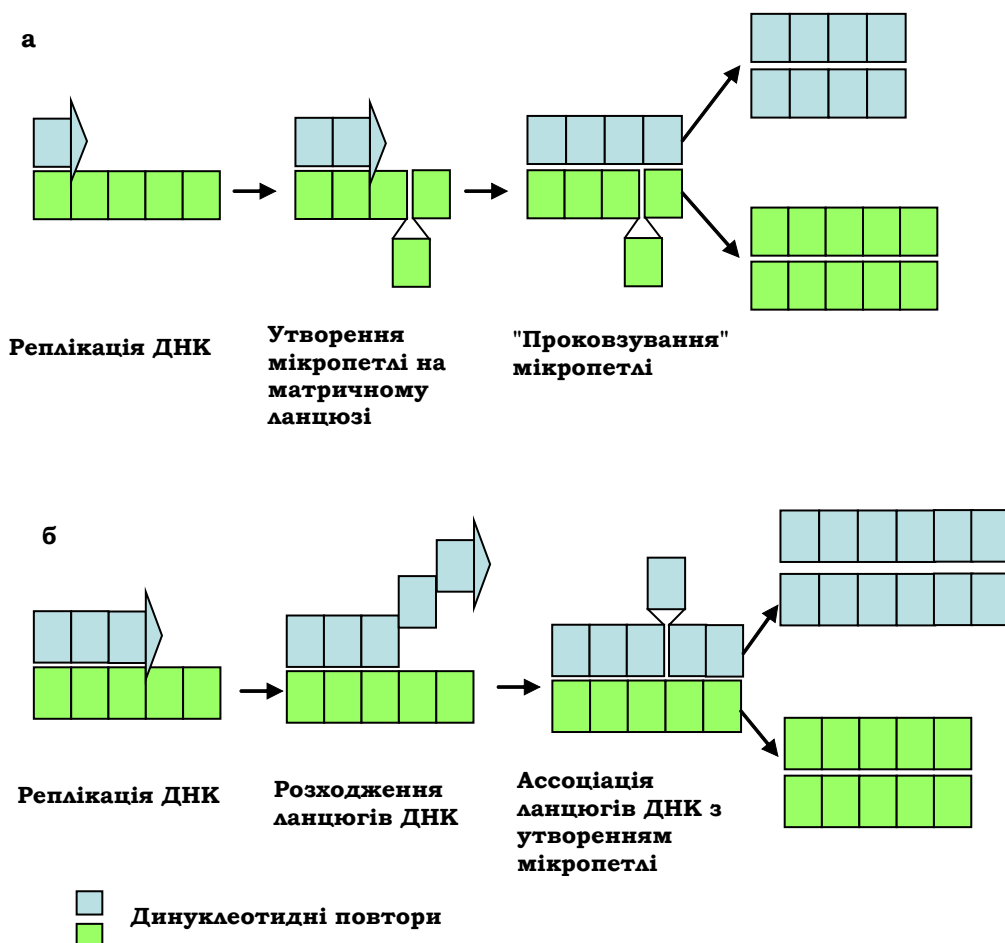 а
Реплікація ДНК
Утворення
мікропетлі на
матричному
ланцюзі
"Проковзування"
мікропетлі
б
Реплікація ДНК
Розходження
ланцюгів ДНК
Ассоціація
ланцюгів ДНК з
утворенням
мікропетлі
Динуклеотидні повтори